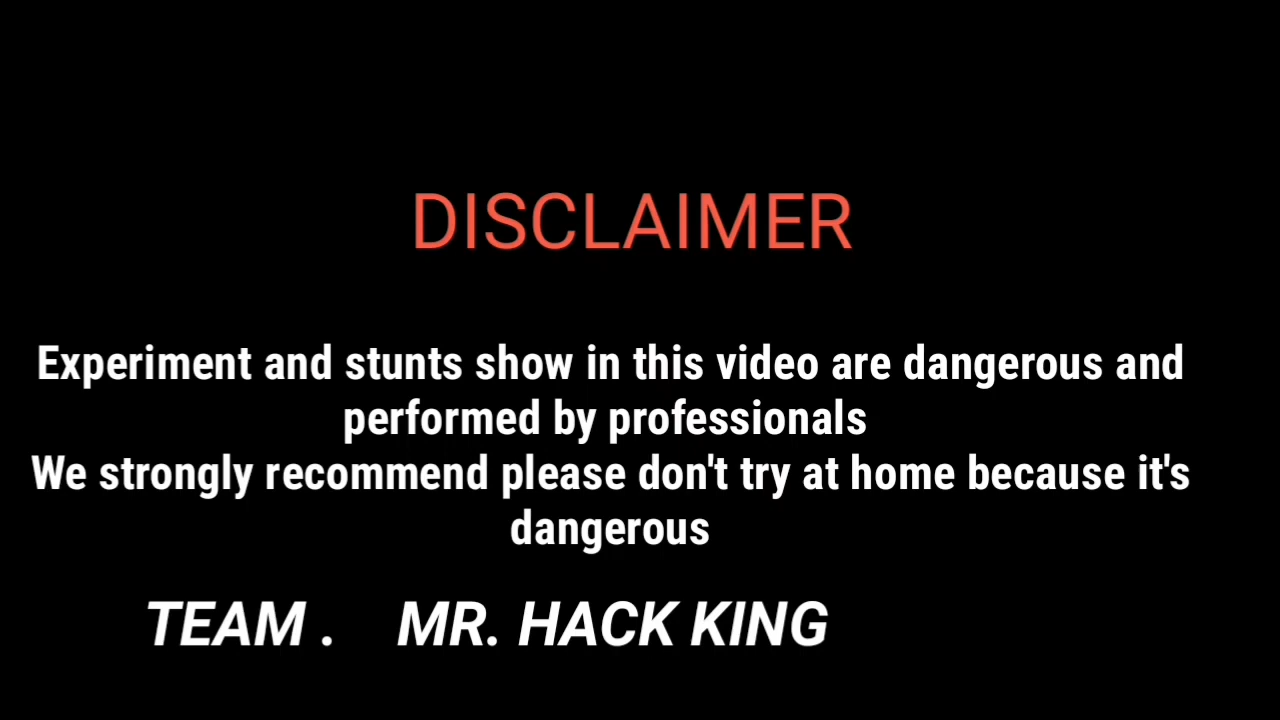 DISCLAIMER
Experiment and stunts show in this video are dangerous and
performed by professionals
We strongly recommend please don't try at home because it's
dangerous
TEAM . MR. HACK KING